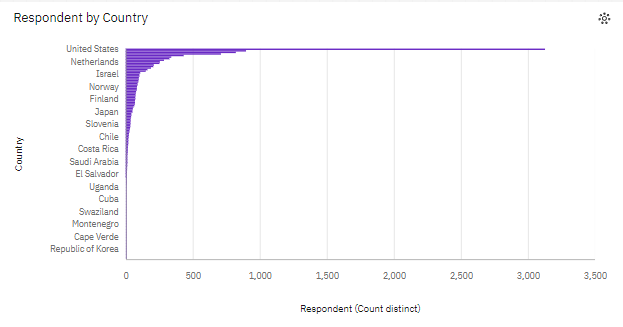 Respondent by Country
United States
Netherlands
Israel
Norway
Finland
Japan
Slovenia
Chile
Costa Rica
Saudi Arabia
El Salvador
Uganda
Cuba
Swaziland
Montenegro
Cape Verde
Republic of Korea
Country
0 500 1,000 1,500 2,000 2,500 3,000 3,500
Respondent (Count distinct)